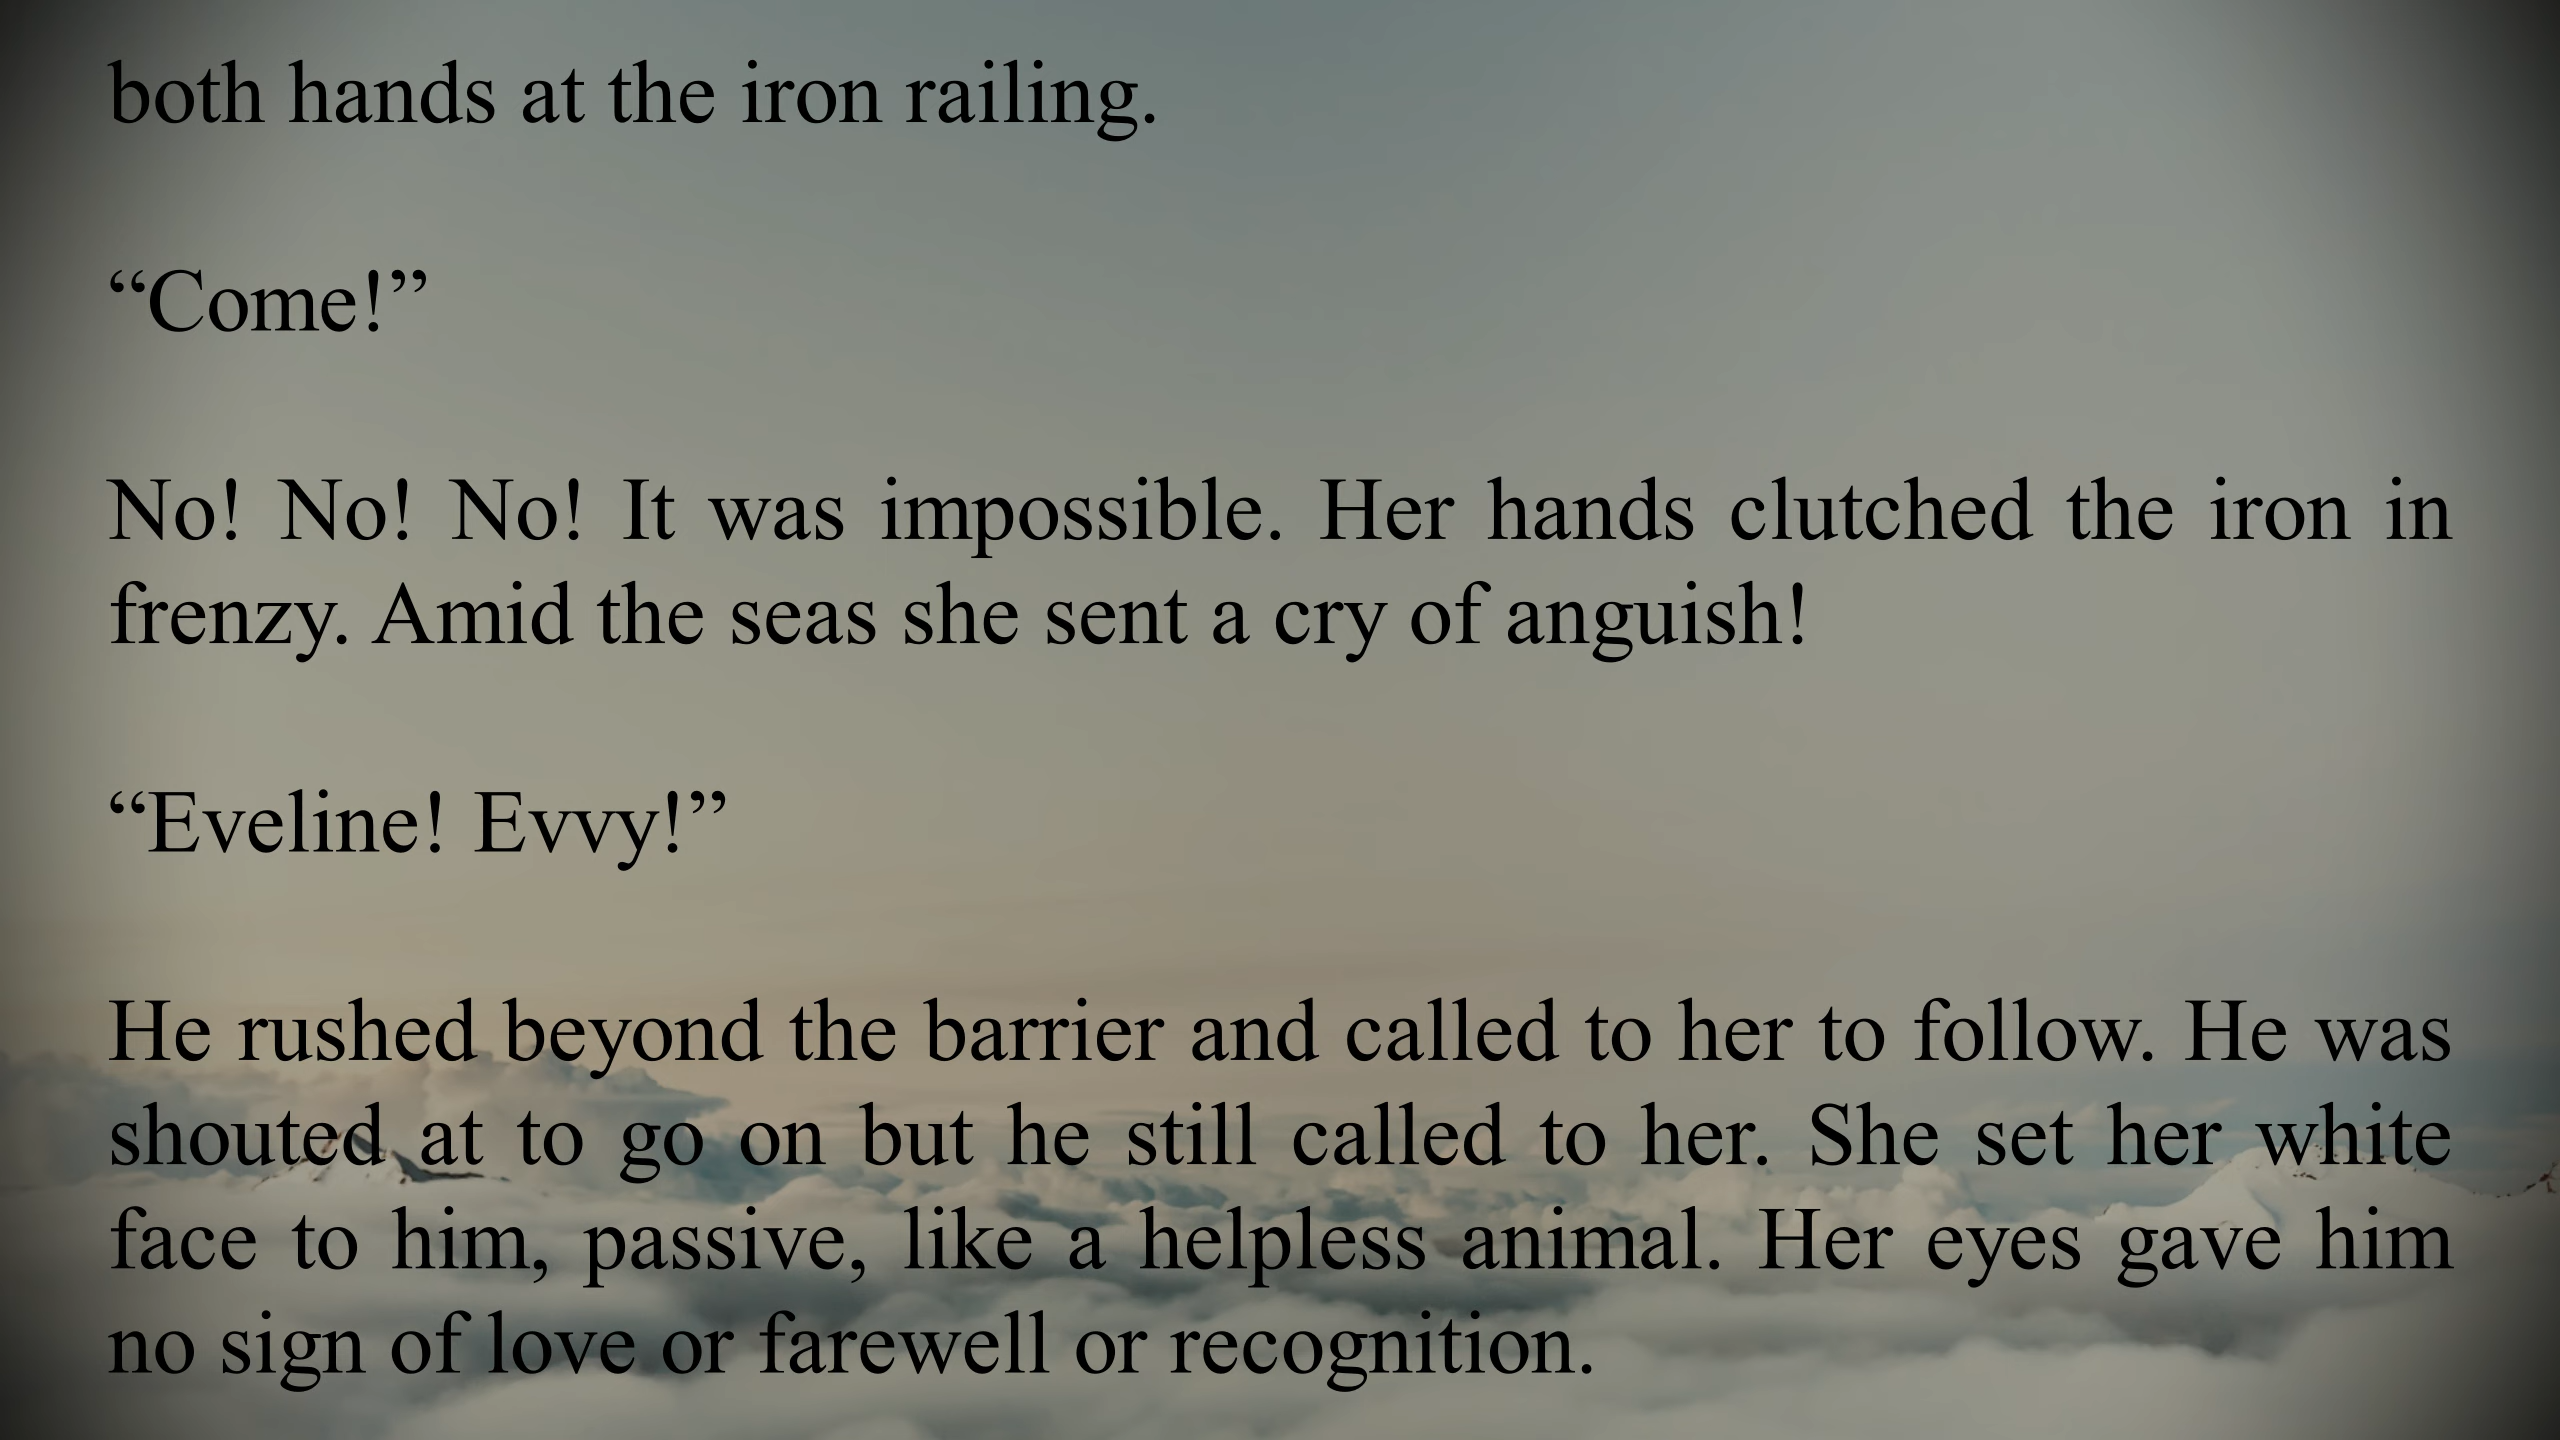 both hands at the iron railing.
“Come!”
No! No! No! It was impossible. Her hands clutched the iron in
frenzy. Amid the seas she sent a cry of anguish!
“Eveline! Evvy!”
He rushed beyond the barrier and called to her to follow. He was
shouted at to go on but he still called to her. She set her white
face to him, passive, like a helpless animal. Her eyes gave him
no sign of love or farewell or recognition.